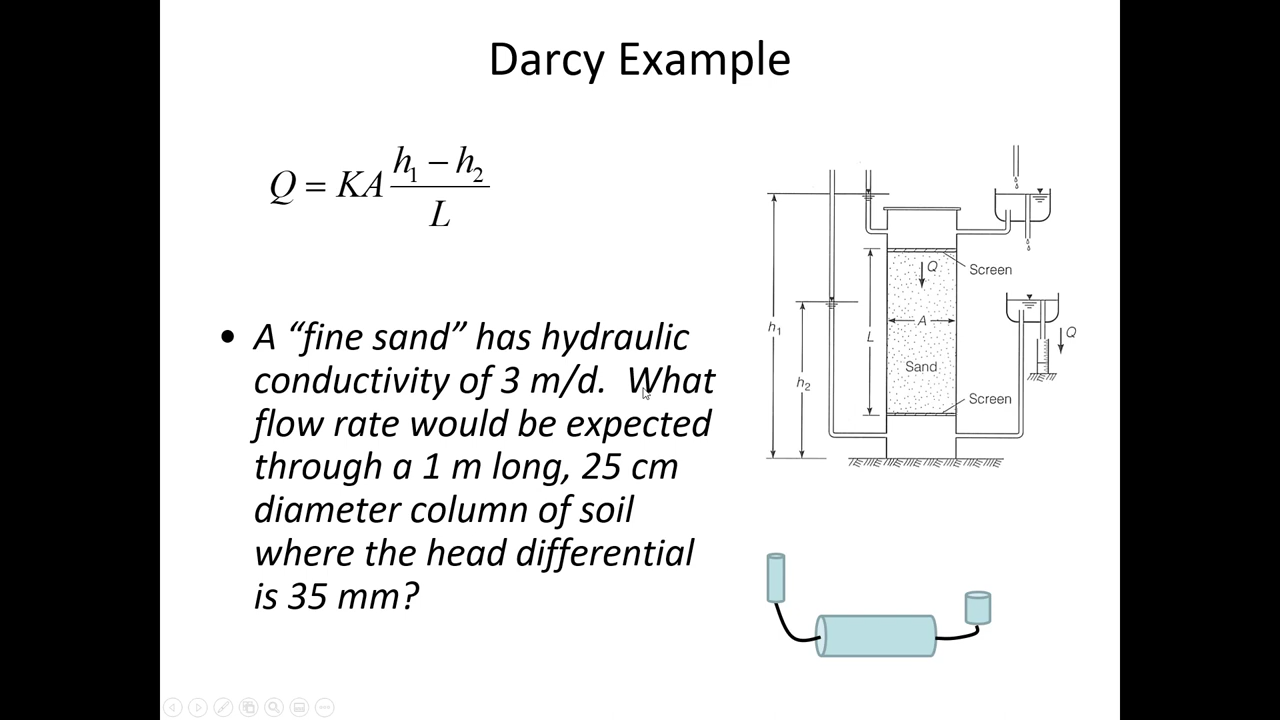 Darcy Example
Q = KA (h₁ − h₂) / L
• A “fine sand” has hydraulic
conductivity of 3 m/d. What
flow rate would be expected
through a 1 m long, 25 cm
diameter column of soil
where the head differential
is 35 mm?
Screen
Q
A
h₁
L
Q
h₂
Sand
Screen